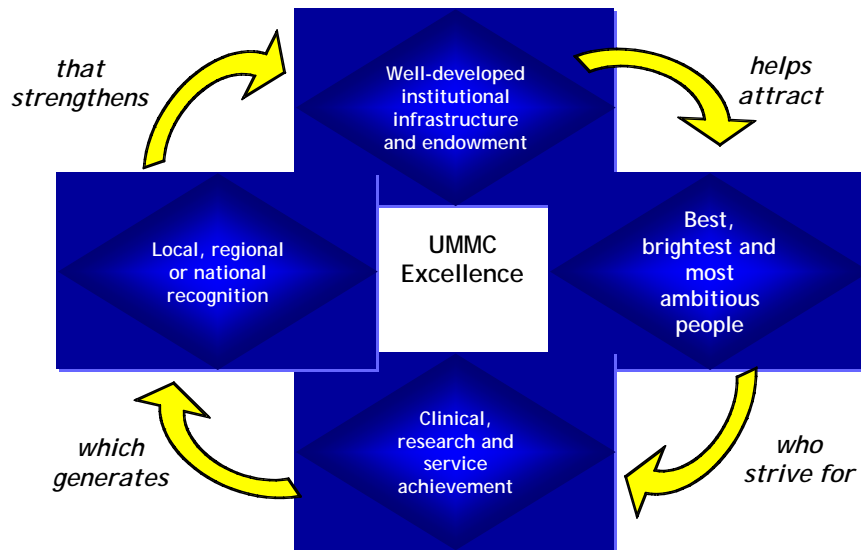 Well-developed
institutional
infrastructure
and endowment
helps
attract
Best,
brightest and
most
ambitious
people
who
strive for
Clinical,
research and
service
achievement
which
generates
Local, regional
or national
recognition
that
strengthens
UMMC
Excellence